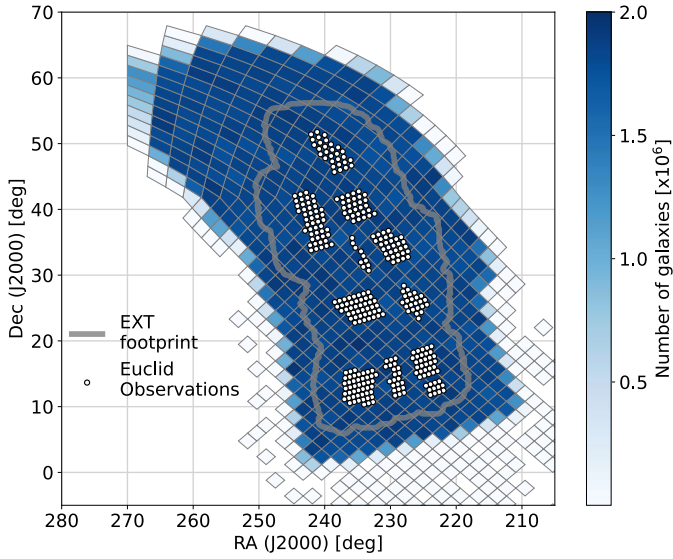 70
60
50
40
30
20
10
0
Dec (J2000) [deg]
EXT
footprint
Euclid
Observations
280
270
260
250
240
230
220
210
RA (J2000) [deg]
2.0
1.5
1.0
0.5
Number of galaxies [x10⁶]